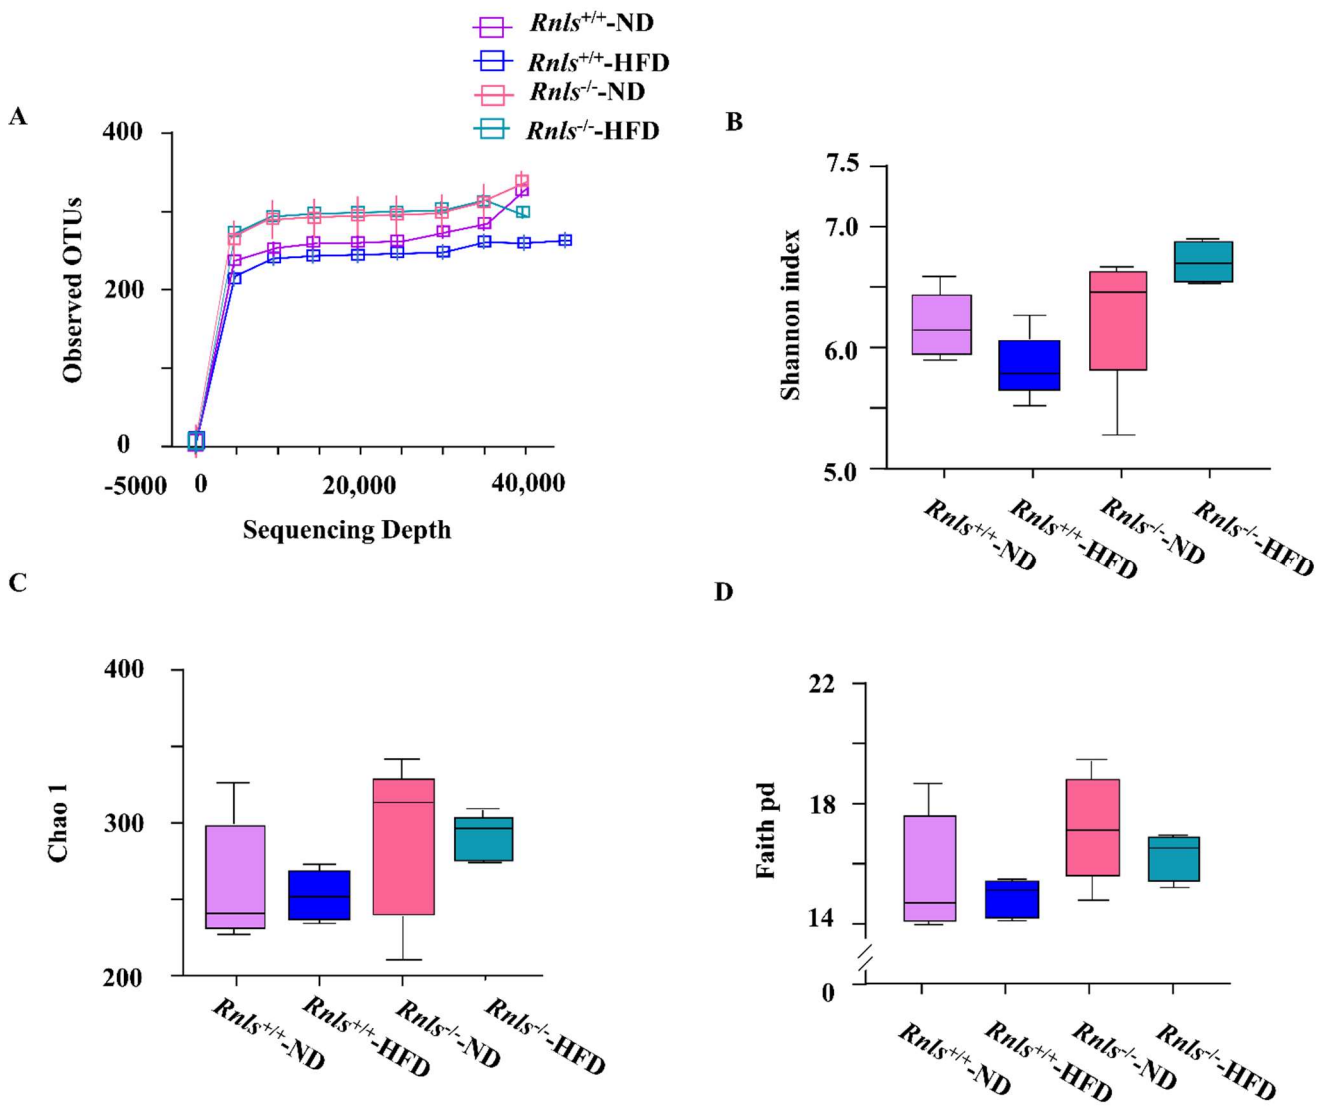 Rnls+/+-ND
Rnls+/+-HFD
Rnls-/--ND
Rnls-/--HFD
A
400
200
0
Observed OTUs
-5000 0 20,000 40,000
Sequencing Depth
B
7.5
7.0
6.0
5.0
Shannon index
Rnls+/+-ND
Rnls+/+-HFD
Rnls-/--ND
Rnls-/--HFD
C
400
300
200
Chao 1
Rnls+/+-ND
Rnls+/+-HFD
Rnls-/--ND
Rnls-/--HFD
D
22
18
14
0
Faith pd
Rnls+/+-ND
Rnls+/+-HFD
Rnls-/--ND
Rnls-/--HFD